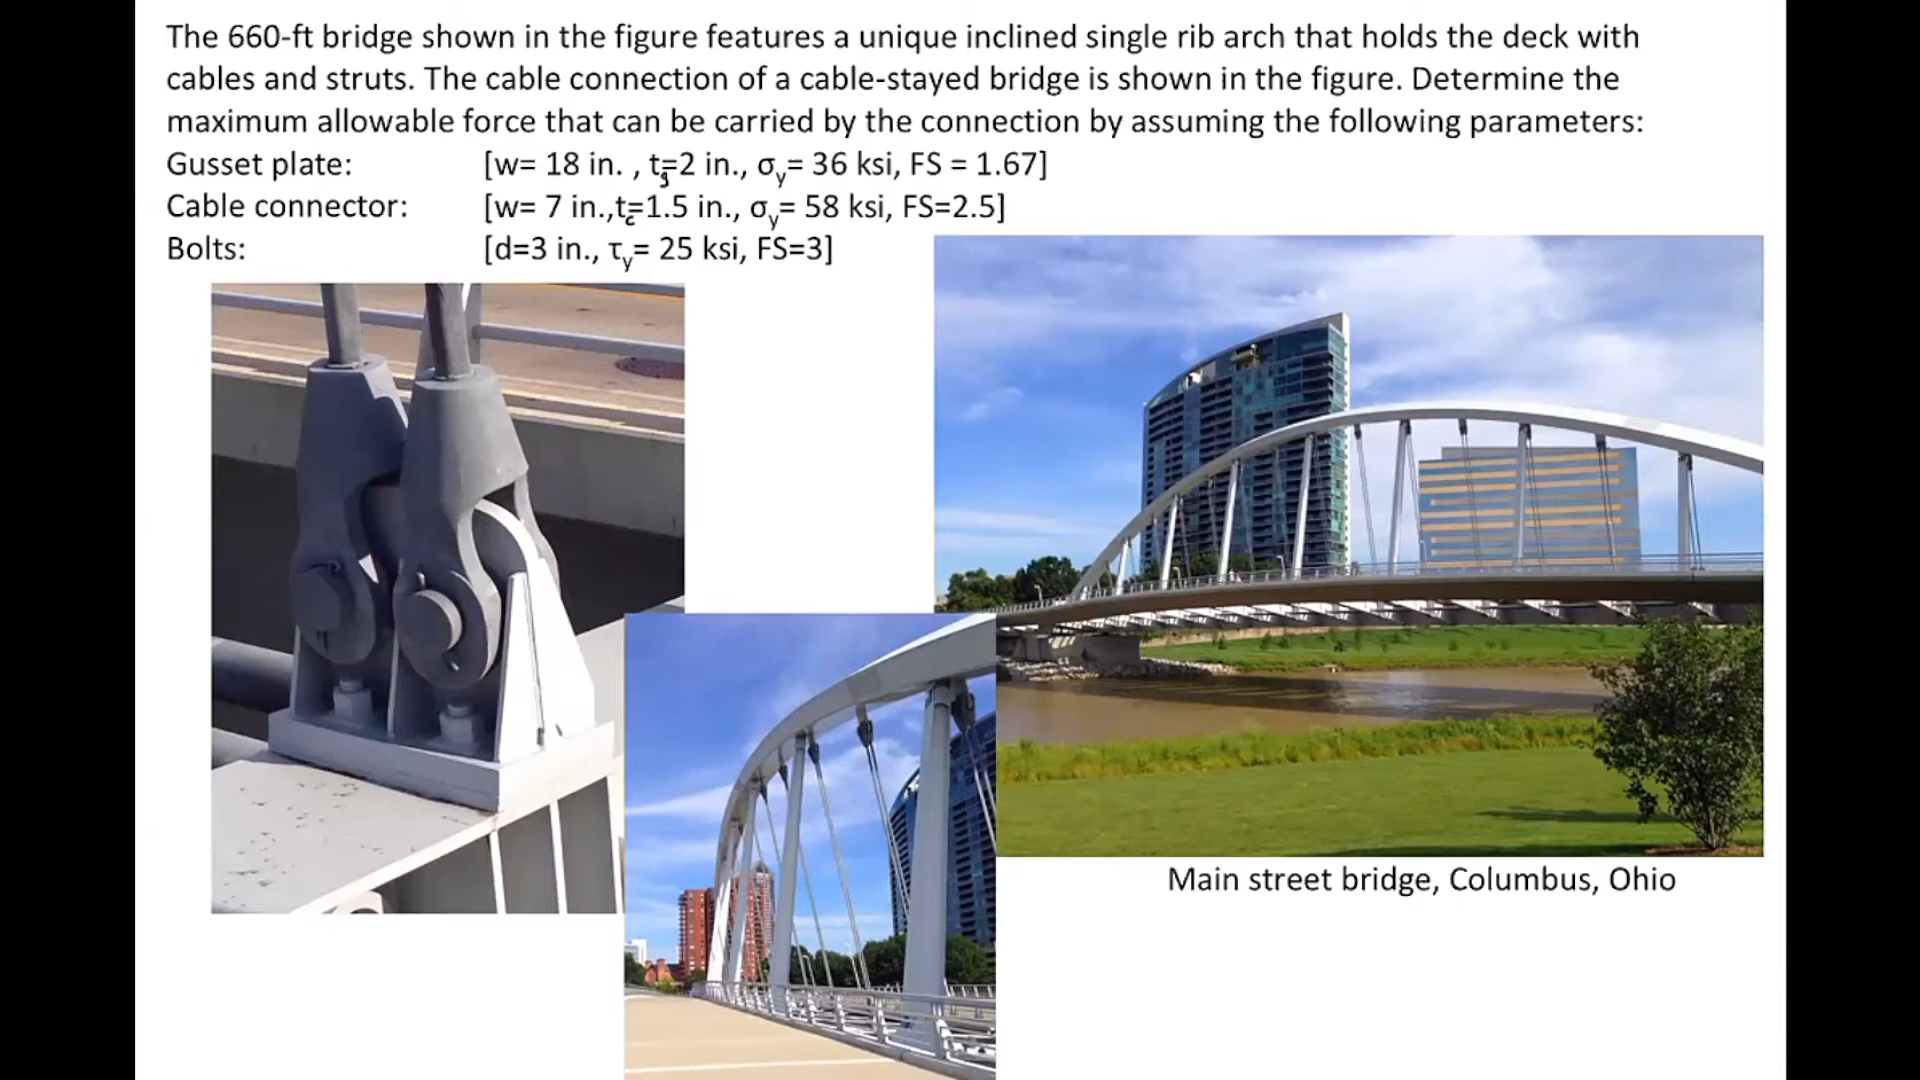 The 660-ft bridge shown in the figure features a unique inclined single rib arch that holds the deck with
cables and struts. The cable connection of a cable-stayed bridge is shown in the figure. Determine the
maximum allowable force that can be carried by the connection by assuming the following parameters:
Gusset plate: [w= 18 in. , tg=2 in., σy= 36 ksi, FS = 1.67]
Cable connector: [w= 7 in.,tc=1.5 in., σy= 58 ksi, FS=2.5]
Bolts: [d=3 in., τy= 25 ksi, FS=3]
Main street bridge, Columbus, Ohio